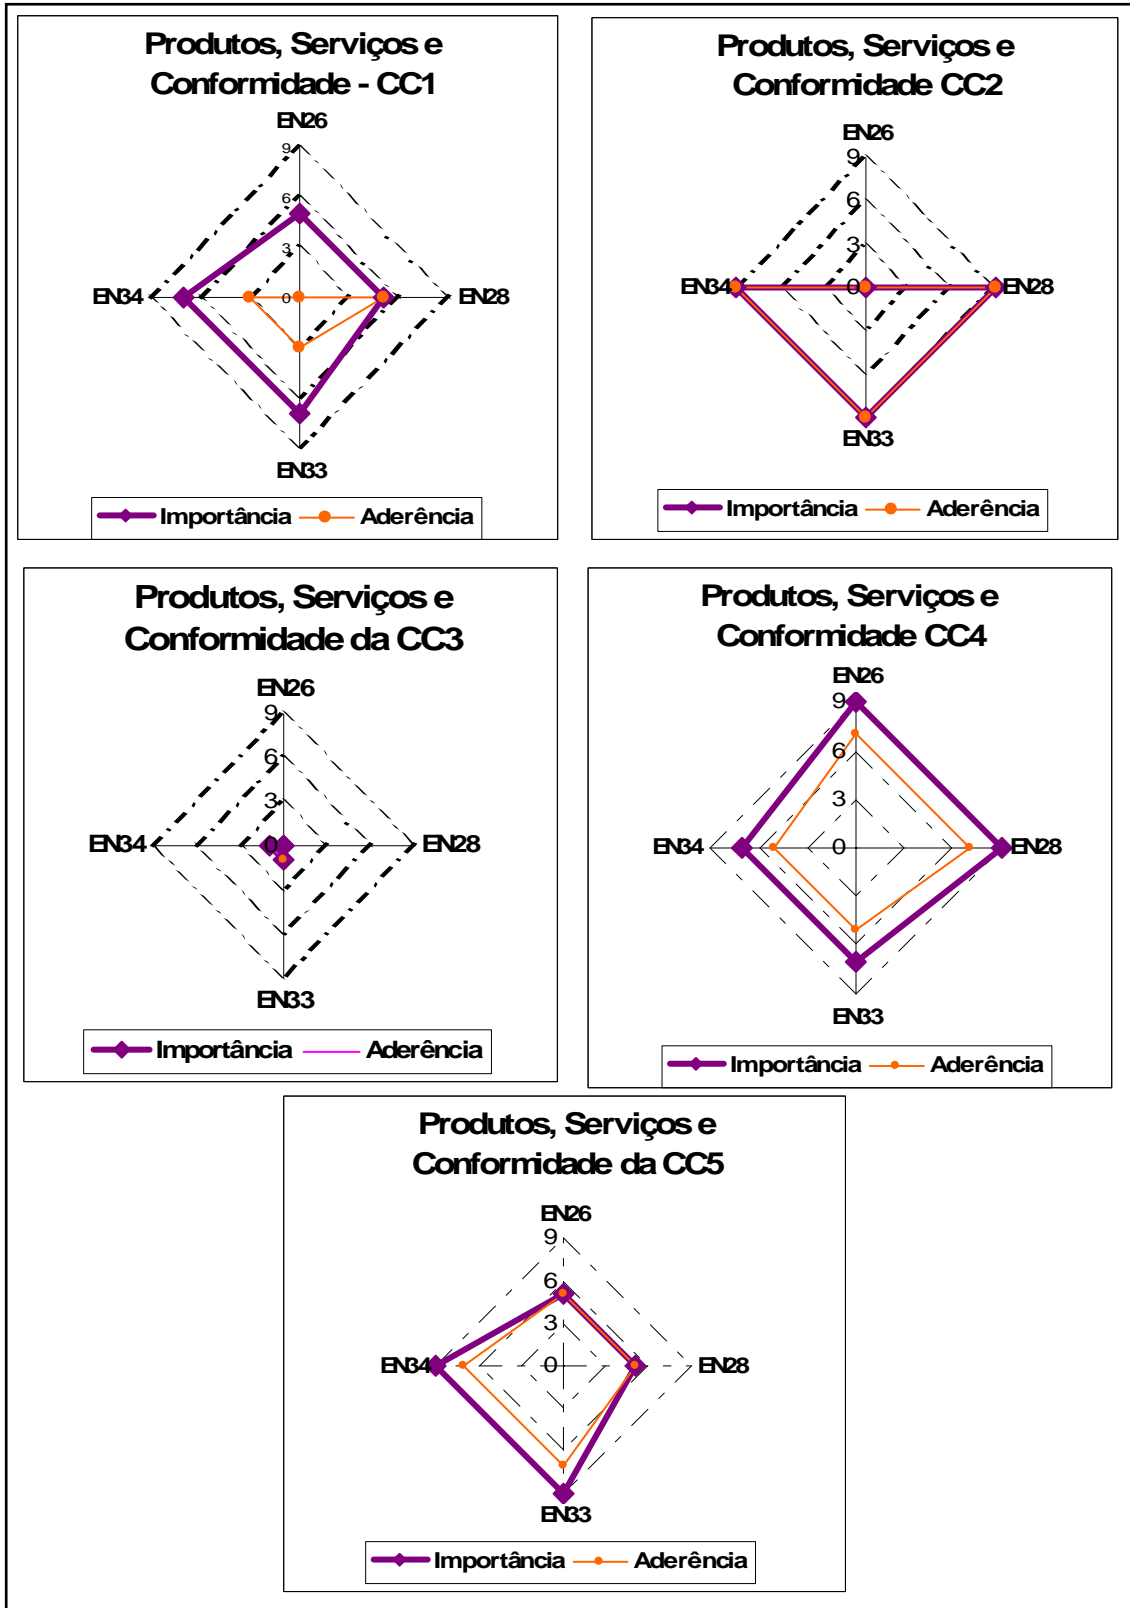 Produtos, Serviços e
Conformidade - CC1
EN26
9
6
3
0
EN34
EN28
EN33
Importância
Aderência
Produtos, Serviços e
Conformidade CC2
EN26
9
6
3
0
EN34
EN28
EN33
Importância
Aderência
Produtos, Serviços e
Conformidade da CC3
EN26
9
6
3
0
EN34
EN28
EN33
Importância
Aderência
Produtos, Serviços e
Conformidade CC4
EN26
9
6
3
0
EN34
EN28
EN33
Importância
Aderência
Produtos, Serviços e
Conformidade da CC5
EN26
9
6
3
0
EN34
EN28
EN33
Importância
Aderência